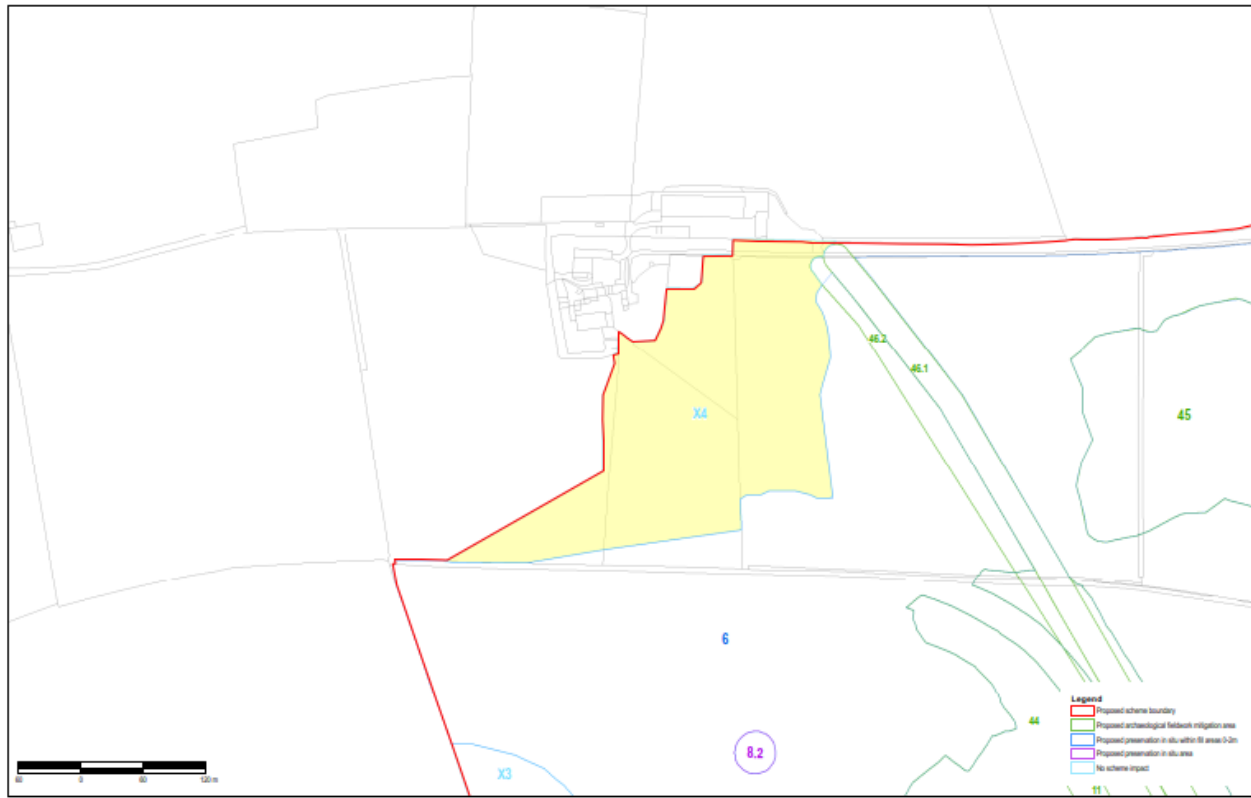 46.2
46.1
X4
45
6
Legend
Proposed scheme boundary
Proposed archaeological fieldwork mitigation area
Proposed preservation in situ within fill areas 0-2m
Proposed preservation in situ area
No scheme impact
44
8.2
X3
60 0 60 120 m
11